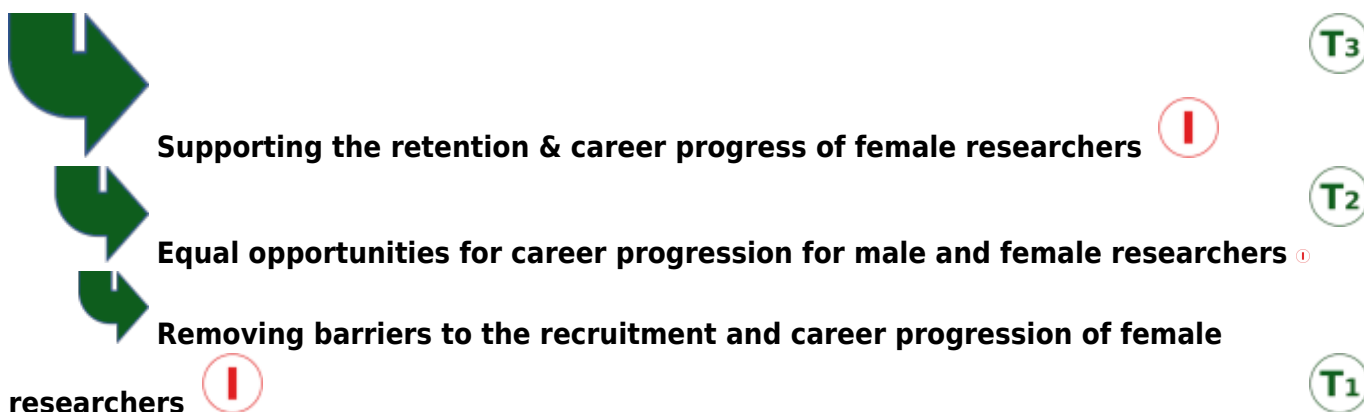 T3
Supporting the retention & career progress of female researchers I
T2
Equal opportunities for career progression for male and female researchers I
Removing barriers to the recruitment and career progression of female
researchers I T1